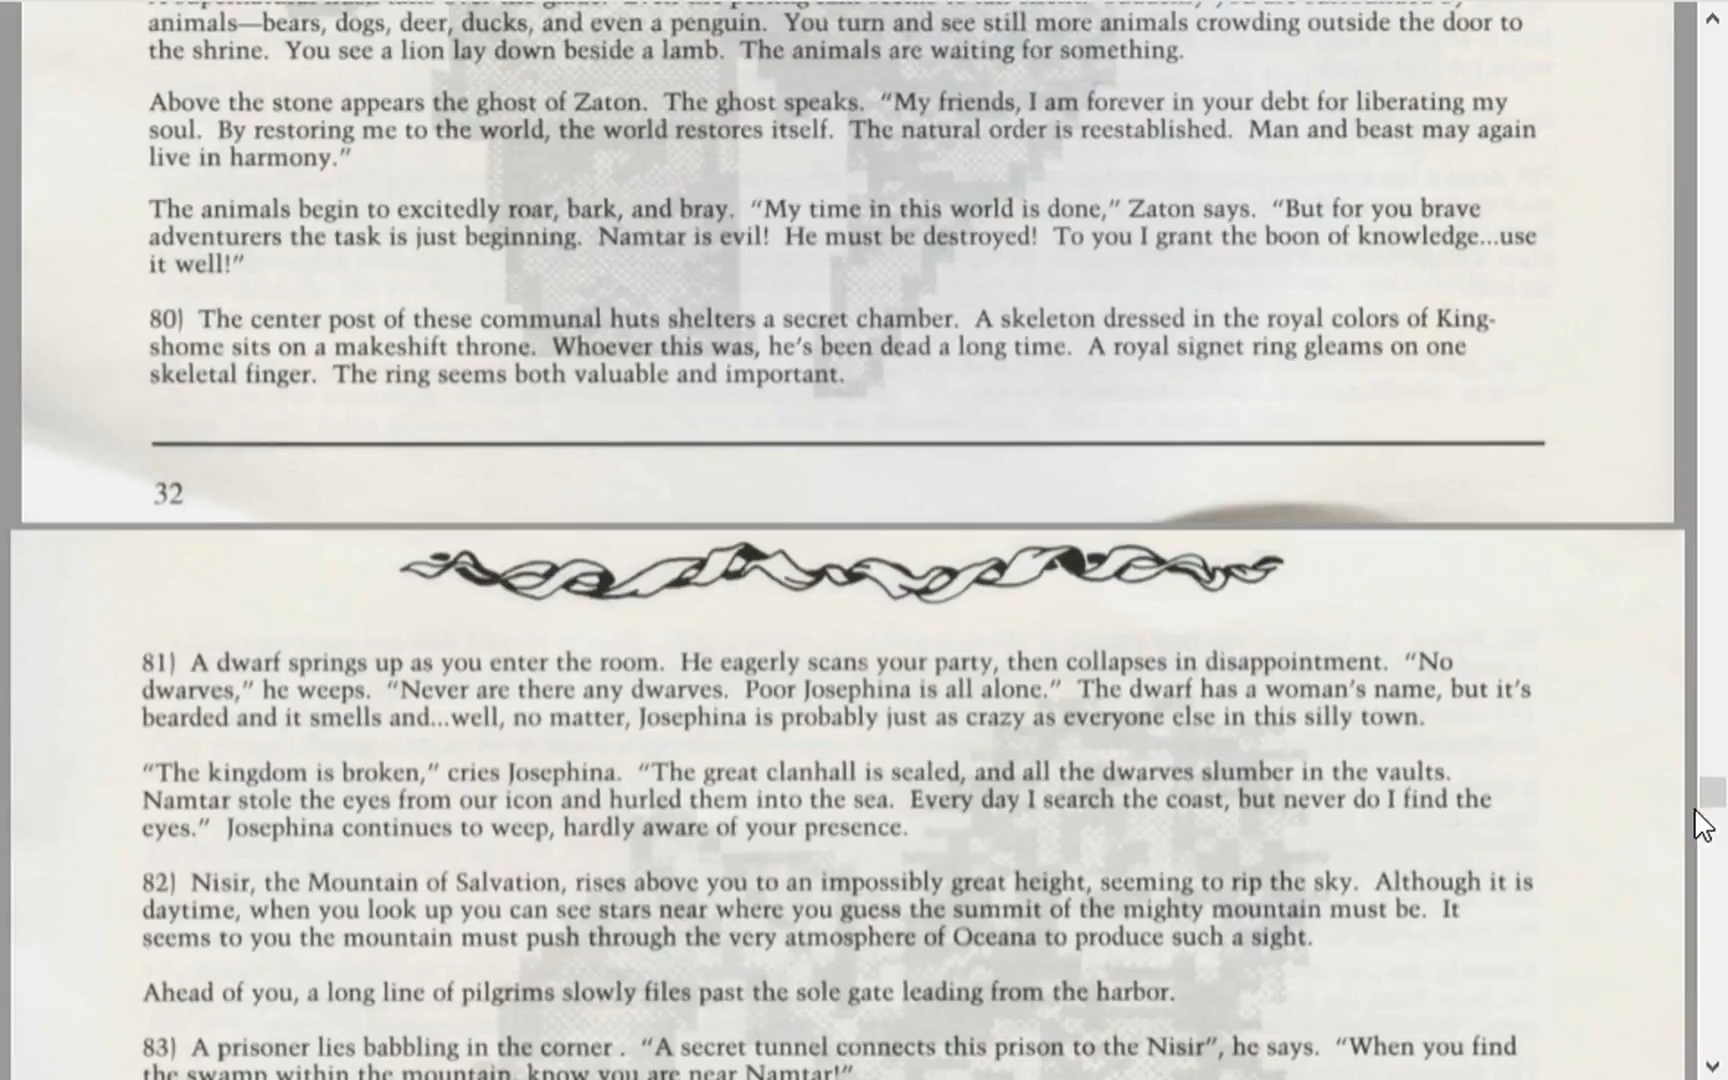 animals—bears, dogs, deer, ducks, and even a penguin. You turn and see still more animals crowding outside the door to
the shrine. You see a lion lay down beside a lamb. The animals are waiting for something.
Above the stone appears the ghost of Zaton. The ghost speaks. “My friends, I am forever in your debt for liberating my
soul. By restoring me to the world, the world restores itself. The natural order is reestablished. Man and beast may again
live in harmony.”
The animals begin to excitedly roar, bark, and bray. “My time in this world is done,” Zaton says. “But for you brave
adventurers the task is just beginning. Namtar is evil! He must be destroyed! To you I grant the boon of knowledge...use
it well!”
80) The center post of these communal huts shelters a secret chamber. A skeleton dressed in the royal colors of King-
shome sits on a makeshift throne. Whoever this was, he’s been dead a long time. A royal signet ring gleams on one
skeletal finger. The ring seems both valuable and important.
32
81) A dwarf springs up as you enter the room. He eagerly scans your party, then collapses in disappointment. “No
dwarves,” he weeps. “Never are there any dwarves. Poor Josephina is all alone.” The dwarf has a woman’s name, but it’s
bearded and it smells and...well, no matter, Josephina is probably just as crazy as everyone else in this silly town.
“The kingdom is broken,” cries Josephina. “The great clanhall is sealed, and all the dwarves slumber in the vaults.
Namtar stole the eyes from our icon and hurled them into the sea. Every day I search the coast, but never do I find the
eyes.” Josephina continues to weep, hardly aware of your presence.
82) Nisir, the Mountain of Salvation, rises above you to an impossibly great height, seeming to rip the sky. Although it is
daytime, when you look up you can see stars near where you guess the summit of the mighty mountain must be. It
seems to you the mountain must push through the very atmosphere of Oceana to produce such a sight.
Ahead of you, a long line of pilgrims slowly files past the sole gate leading from the harbor.
83) A prisoner lies babbling in the corner . “A secret tunnel connects this prison to the Nisir”, he says. “When you find
the swamp within the mountain, know you are near Namtar!”